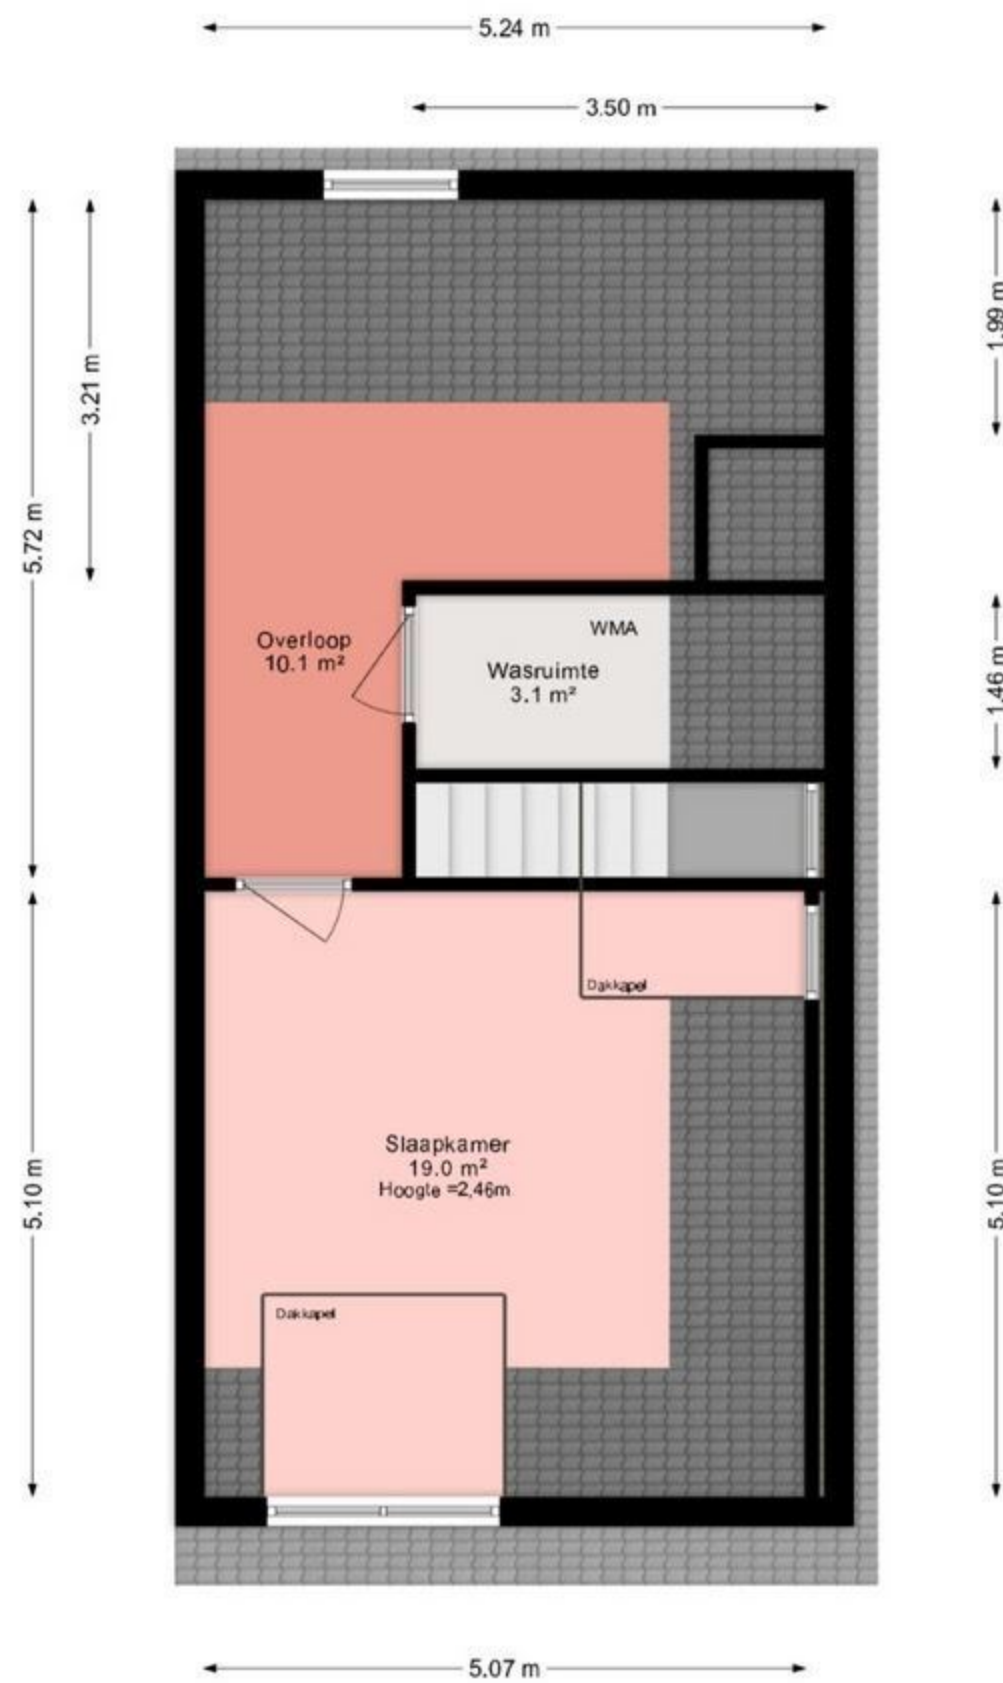 5.24 m
3.50 m
1.99 m
3.21 m
5.72 m
Overloop
10.1 m²
WMA
Wasruimte
3.1 m²
1.46 m
Dakkapel
Slaapkamer
19.0 m²
Hoogte =2,46m
5.10 m
5.10 m
Dakkapel
5.07 m